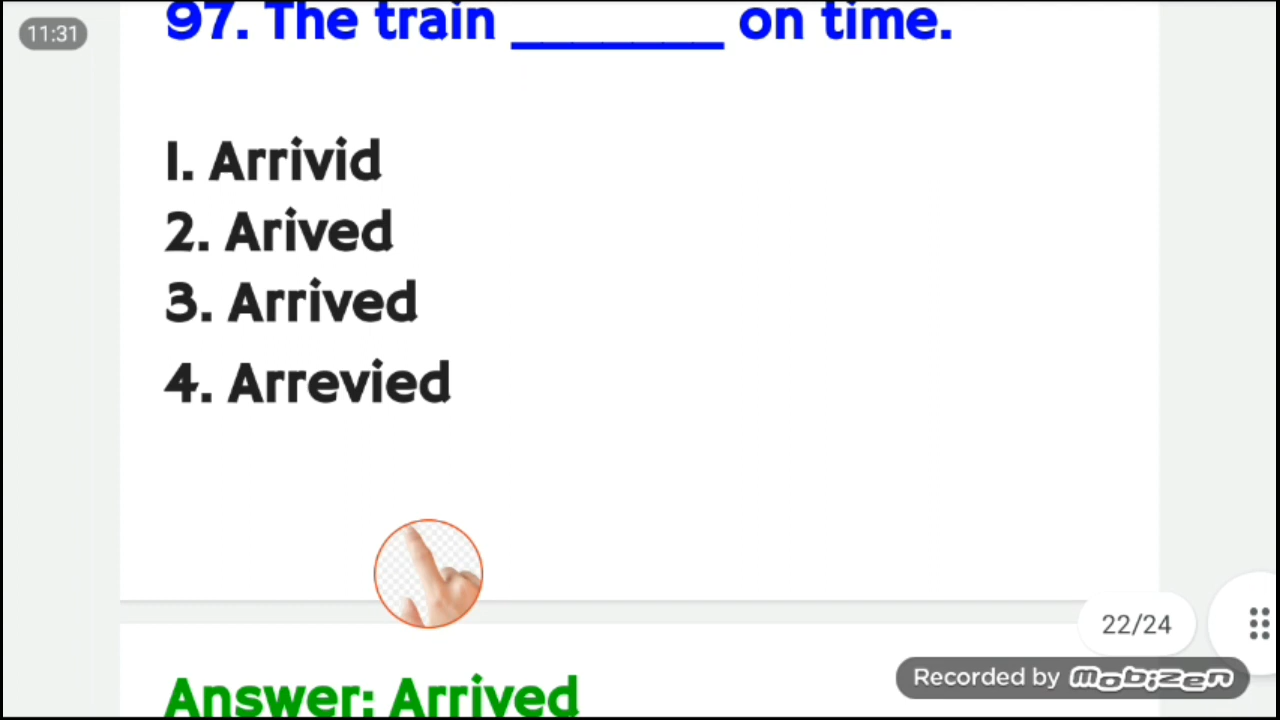 11:31
97. The train ________ on time.
1. Arrivid
2. Arived
3. Arrived
4. Arrevied
22/24
Recorded by mobizen
Answer: Arrived